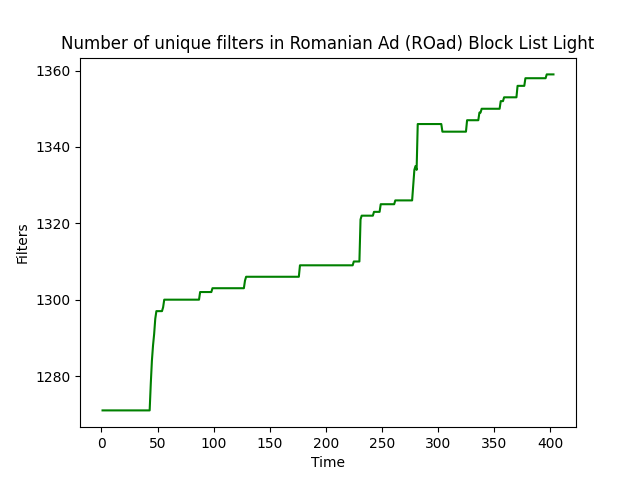 Number of unique filters in Romanian Ad (ROad) Block List Light
1360
1340
1320
1300
1280
Filters
0 50 100 150 200 250 300 350 400
Time